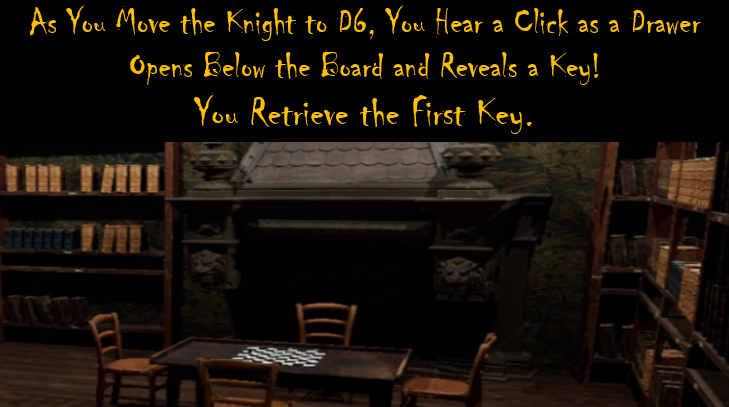 As You Move the Knight to D6, You Hear a Click as a Drawer
Opens Below the Board and Reveals a Key!
You Retrieve the First Key.